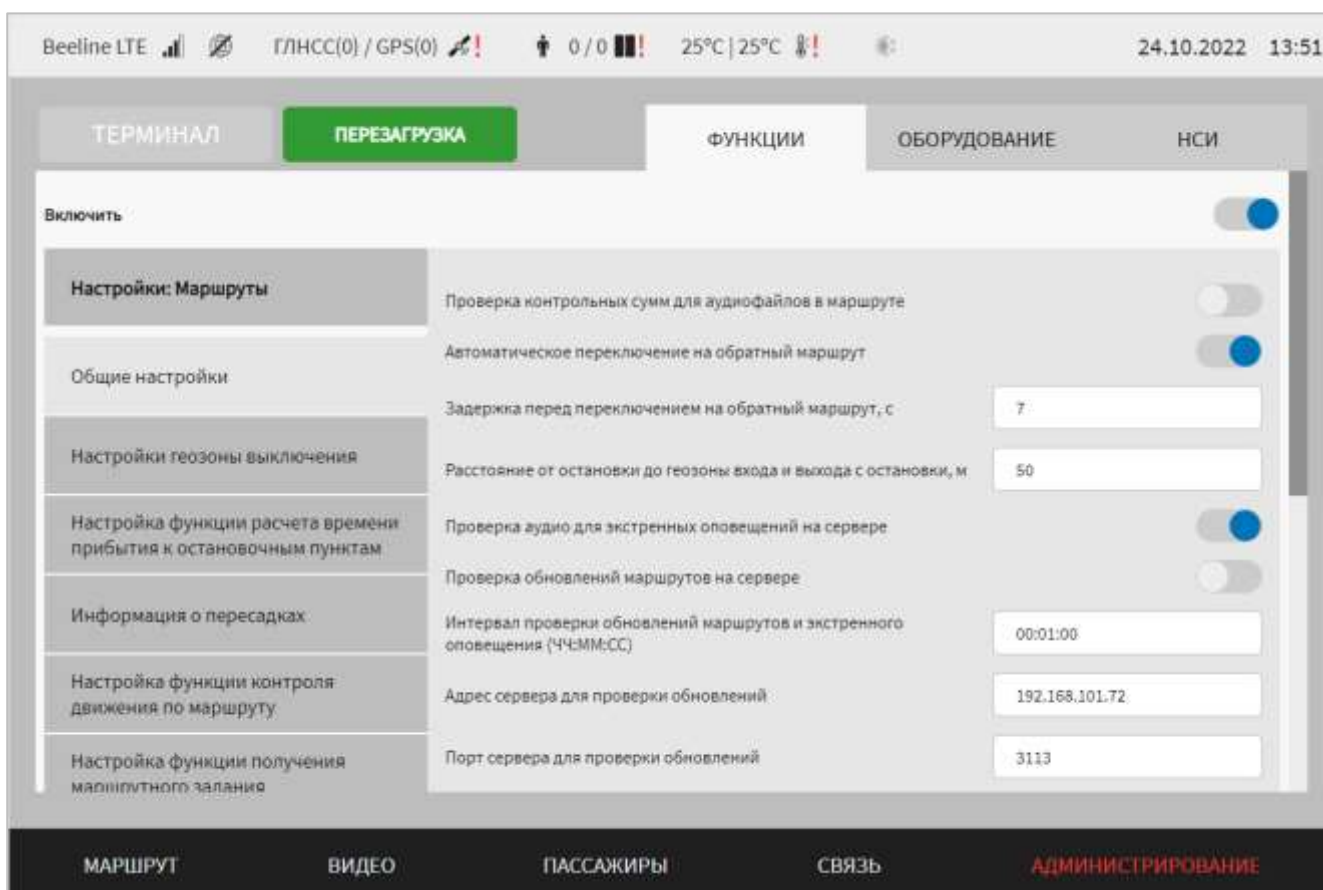 Beeline LTE ГЛНСС(0) / GPS(0) ! 0 / 0 ! 25°C | 25°C ! 24.10.2022 13:51
ТЕРМИНАЛ ПЕРЕЗАГРУЗКА ФУНКЦИИ ОБОРУДОВАНИЕ НСИ
Включить
Настройки: Маршруты
Общие настройки
Настройки геозоны выключения
Настройка функции расчета времени
прибытия к остановочным пунктам
Информация о пересадках
Настройка функции контроля
движения по маршруту
Настройка функции получения
маршрутного задания
Проверка контрольных сумм для аудиофайлов в маршруте
Автоматическое переключение на обратный маршрут
Задержка перед переключением на обратный маршрут, с 7
Расстояние от остановки до геозоны входа и выхода с остановки, м 50
Проверка аудио для экстренных оповещений на сервере
Проверка обновлений маршрутов на сервере
Интервал проверки обновлений маршрутов и экстренного
оповещения (ЧЧ:ММ:СС) 00:01:00
Адрес сервера для проверки обновлений 192.168.101.72
Порт сервера для проверки обновлений 3113
МАРШРУТ ВИДЕО ПАССАЖИРЫ СВЯЗЬ АДМИНИСТРИРОВАНИЕ